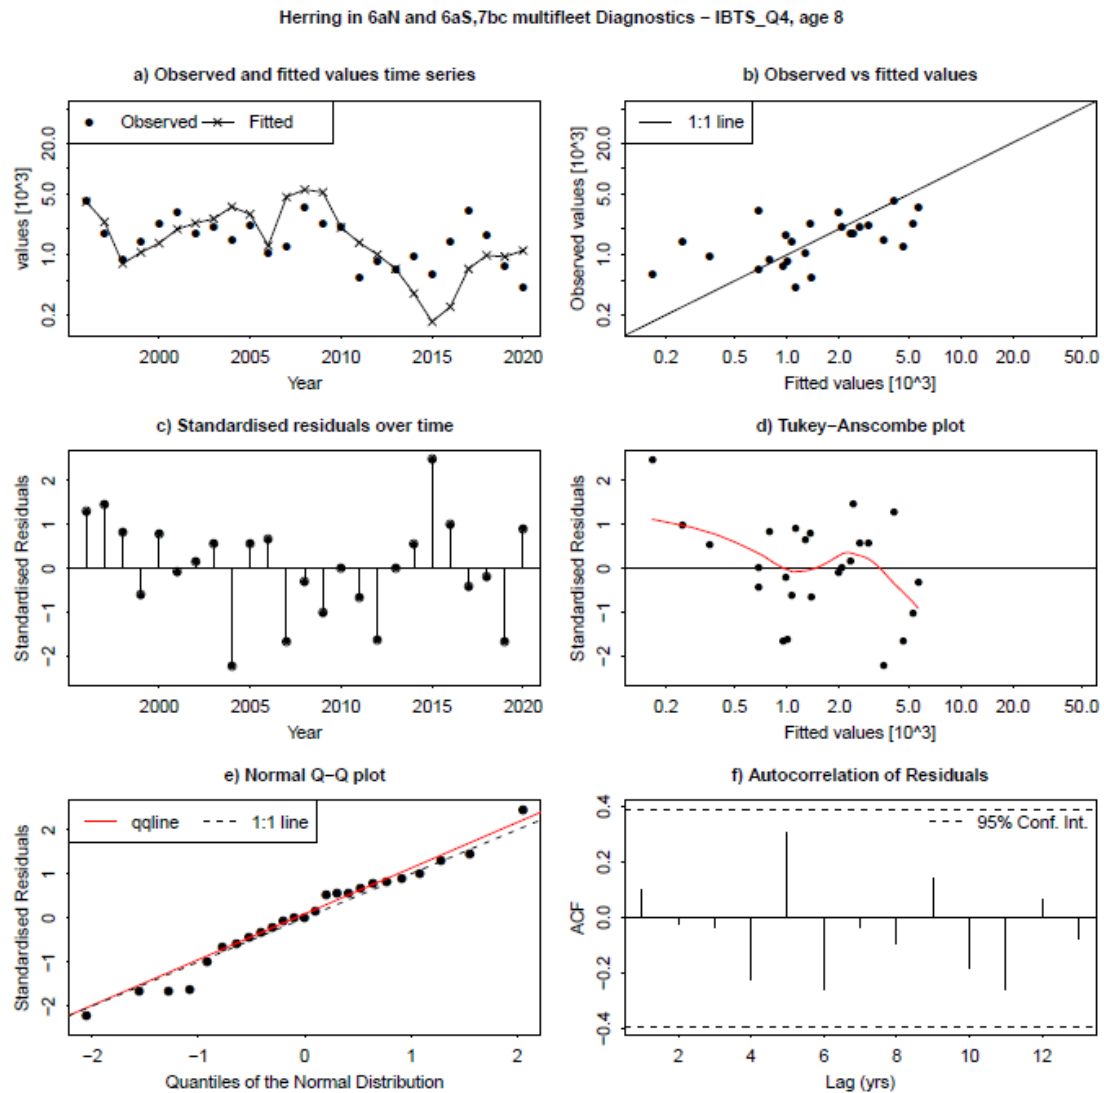 Herring in 6aN and 6aS,7bc multifleet Diagnostics − IBTS_Q4, age 8
a) Observed and fitted values time series
Observed
Fitted
values [10^3]
20.0
5.0
1.0
0.2
2000
2005
2010
2015
2020
Year
b) Observed vs fitted values
1:1 line
Observed values [10^3]
20.0
5.0
1.0
0.2
0.2
0.5
1.0
2.0
5.0
10.0
20.0
50.0
Fitted values [10^3]
c) Standardised residuals over time
Standardised Residuals
2
1
0
−1
−2
2000
2005
2010
2015
2020
Year
d) Tukey−Anscombe plot
Standardised Residuals
2
1
0
−1
−2
0.2
0.5
1.0
2.0
5.0
10.0
20.0
50.0
Fitted values [10^3]
e) Normal Q−Q plot
qqline
1:1 line
Standardised Residuals
2
1
0
−1
−2
−2
−1
0
1
2
Quantiles of the Normal Distribution
f) Autocorrelation of Residuals
95% Conf. Int.
ACF
0.4
0.2
0.0
−0.2
−0.4
2
4
6
8
10
12
Lag (yrs)